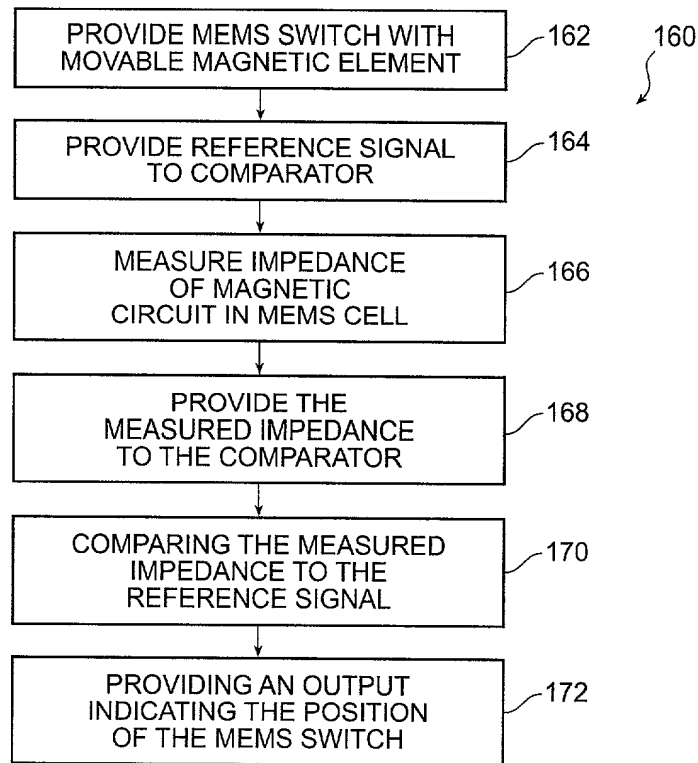 PROVIDE MEMS SWITCH WITH
MOVABLE MAGNETIC ELEMENT
162
160
PROVIDE REFERENCE SIGNAL
TO COMPARATOR
164
MEASURE IMPEDANCE
OF MAGNETIC
CIRCUIT IN MEMS CELL
166
PROVIDE THE
MEASURED IMPEDANCE
TO THE COMPARATOR
168
COMPARING THE MEASURED
IMPEDANCE TO THE
REFERENCE SIGNAL
170
PROVIDING AN OUTPUT
INDICATING THE POSITION
OF THE MEMS SWITCH
172